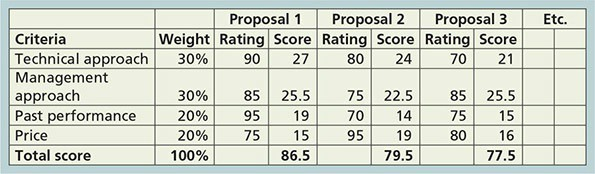 Proposal 1 Proposal 2 Proposal 3 Etc.
Criteria Weight Rating Score Rating Score Rating Score
Technical approach 30% 90 27 80 24 70 21
Management
approach 30% 85 25.5 75 22.5 85 25.5
Past performance 20% 95 19 70 14 75 15
Price 20% 75 15 95 19 80 16
Total score 100% 86.5 79.5 77.5